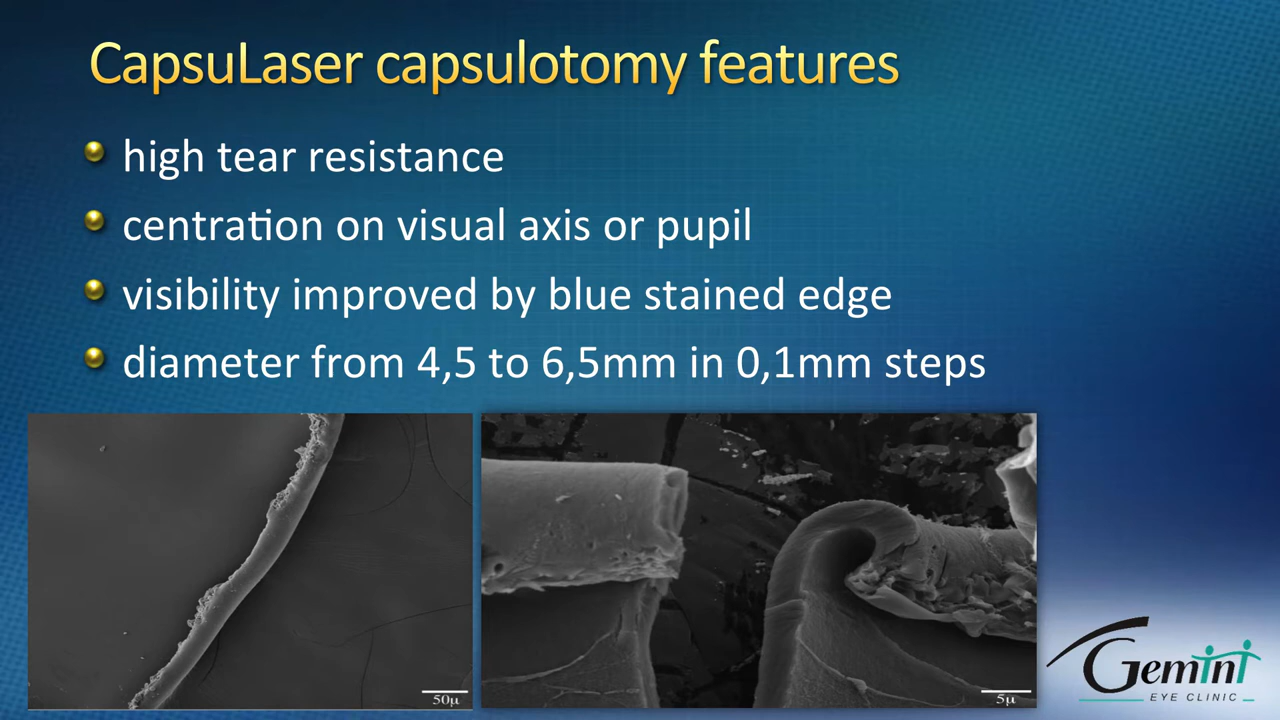 CapsuLaser capsulotomy features
high tear resistance
centration on visual axis or pupil
visibility improved by blue stained edge
diameter from 4,5 to 6,5mm in 0,1mm steps
50μ
5μ
Gemini
EYE CLINIC